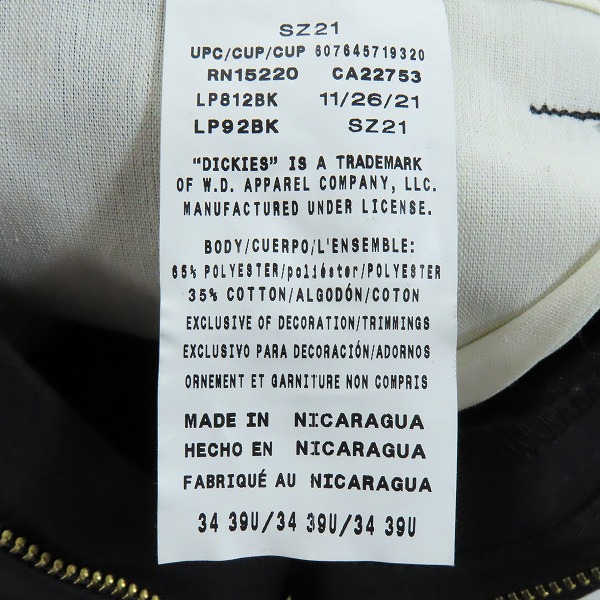 SZ21
UPC/CUP/CUP 607645719320
RN15220 CA22753
LP812BK 11/26/21
LP92BK SZ21
"DICKIES" IS A TRADEMARK
OF W.D. APPAREL COMPANY, LLC.
MANUFACTURED UNDER LICENSE.
BODY/CUERPO/L'ENSEMBLE:
65% POLYESTER/poliéster/POLYESTER
35% COTTON/ALGODÓN/COTON
EXCLUSIVE OF DECORATION/TRIMMINGS
EXCLUSIVO PARA DECORACIÓN/ADORNOS
ORNEMENT ET GARNITURE NON COMPRIS
MADE IN NICARAGUA
HECHO EN NICARAGUA
FABRIQUÉ AU NICARAGUA
34 39U/34 39U/34 39U